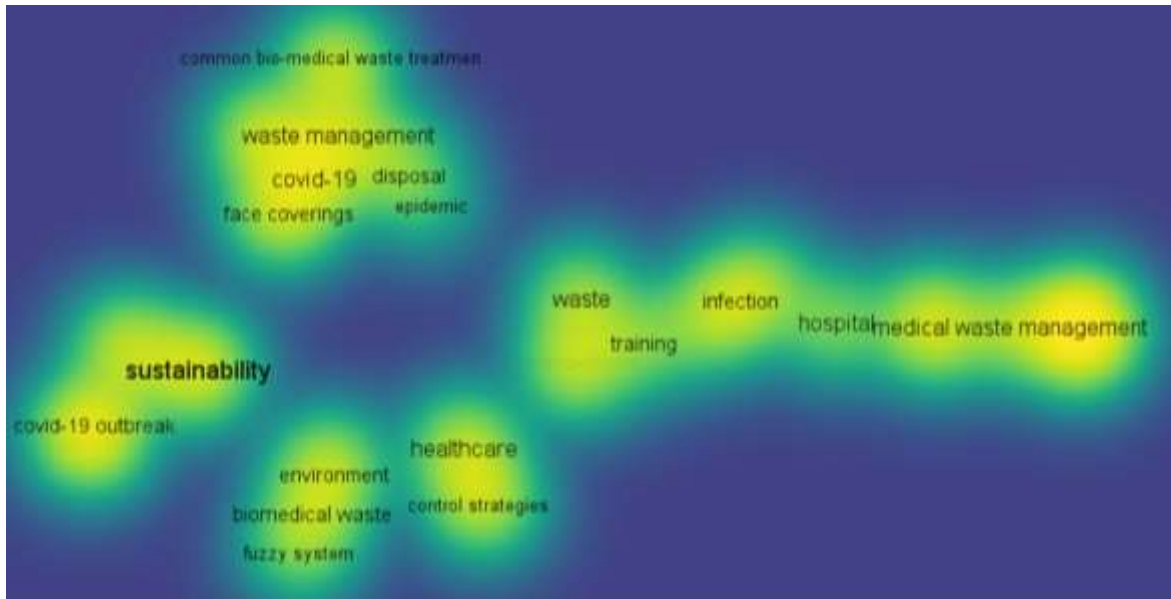 common bio-medical waste treatmen
waste management
covid-19 disposal
face coverings epidemic
waste infection
hospital medical waste management
training
sustainability
covid-19 outbreak
healthcare
environment
control strategies
biomedical waste
fuzzy system